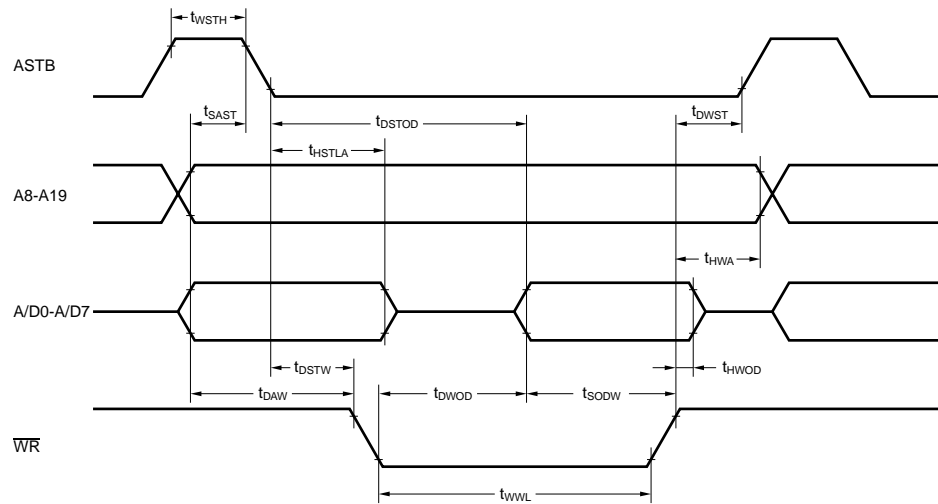 tWSTH
ASTB
tSAST
tDSTOD
tDWST
tHSTLA
A8-A19
tHWA
A/D0-A/D7
tDSTW
tHWOD
tDAW
tDWOD
tSODW
WR
tWWL